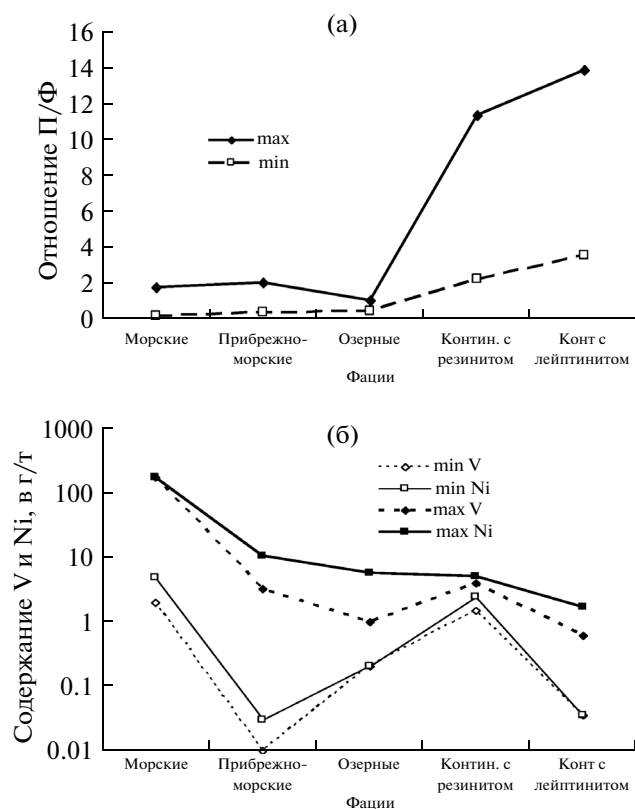 (а)
Отношение П/Ф
16
14
12
10
8
6
4
2
0
max
min
Морские
Прибрежно-
морские
Озерные
Контин. с
резинитом
Конт с
лейптинитом
Фации
(б)
Содержание V и Ni, в г/т
1000
100
10
1
0.1
0.01
min V
min Ni
max V
max Ni
Морские
Прибрежно-
морские
Озерные
Контин. с
резинитом
Конт с
лейптинитом
Фации